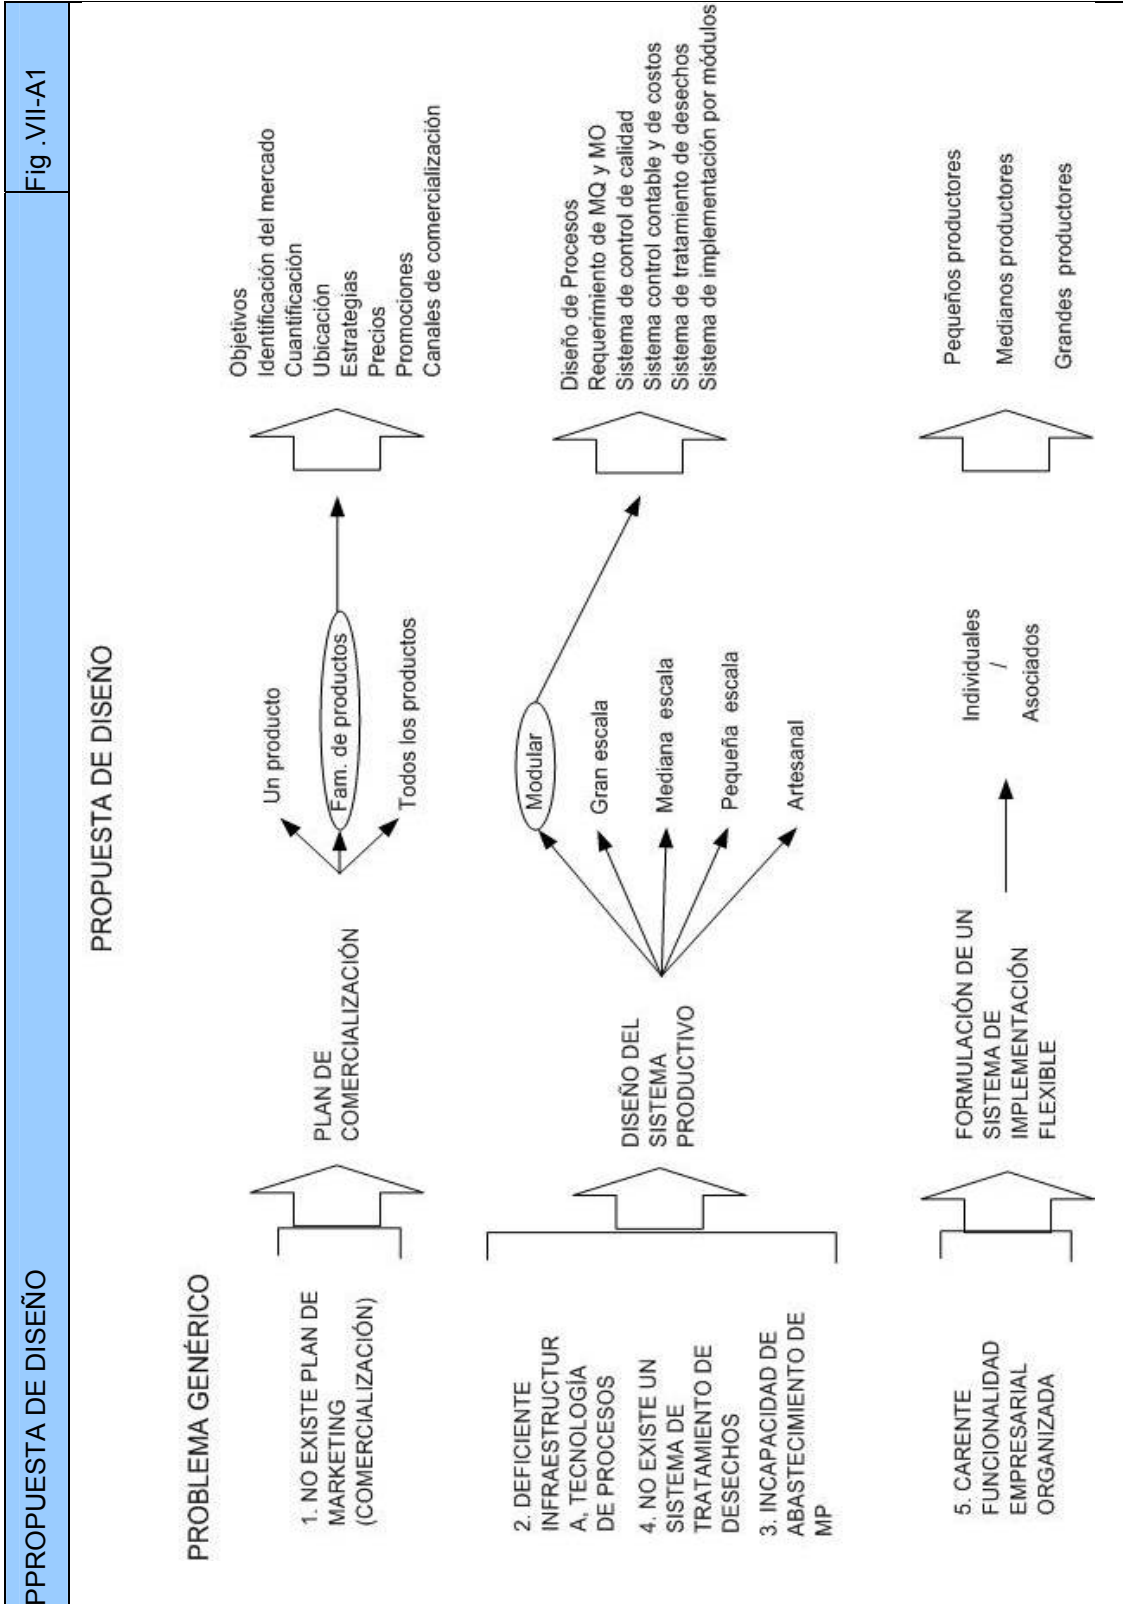 PPROPUESTA DE DISEÑO
Fig .VII-A1
PROPUESTA DE DISEÑO
PROBLEMA GENÉRICO
1. NO EXISTE PLAN DE
MARKETING
(COMERCIALIZACIÓN)
PLAN DE
COMERCIALIZACIÓN
Un producto
Fam. de productos
Todos los productos
Objetivos
Identificación del mercado
Cuantificación
Ubicación
Estrategias
Precios
Promociones
Canales de comercialización
2. DEFICIENTE
INFRAESTRUCTUR
A, TECNOLOGÍA
DE PROCESOS
4. NO EXISTE UN
SISTEMA DE
TRATAMIENTO DE
DESECHOS
3. INCAPACIDAD DE
ABASTECIMIENTO DE
MP
DISEÑO DEL
SISTEMA
PRODUCTIVO
Modular
Gran escala
Mediana escala
Pequeña escala
Artesanal
Diseño de Procesos
Requerimiento de MQ y MO
Sistema de control de calidad
Sistema control contable y de costos
Sistema de tratamiento de desechos
Sistema de implementación por módulos
5. CARENTE
FUNCIONALIDAD
EMPRESARIAL
ORGANIZADA
FORMULACIÓN DE UN
SISTEMA DE
IMPLEMENTACIÓN
FLEXIBLE
Individuales
/
Asociados
Pequeños productores
Medianos productores
Grandes productores